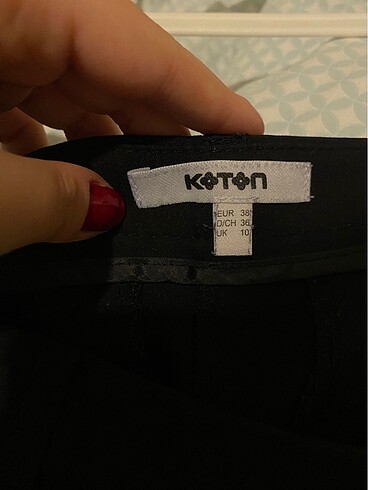 KOTON
EUR 38
D/CH 36
UK 10